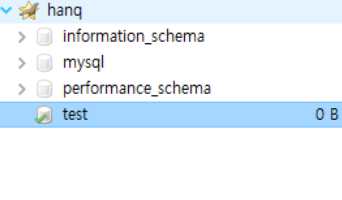 hanq
information_schema
mysql
performance_schema
test 0 B